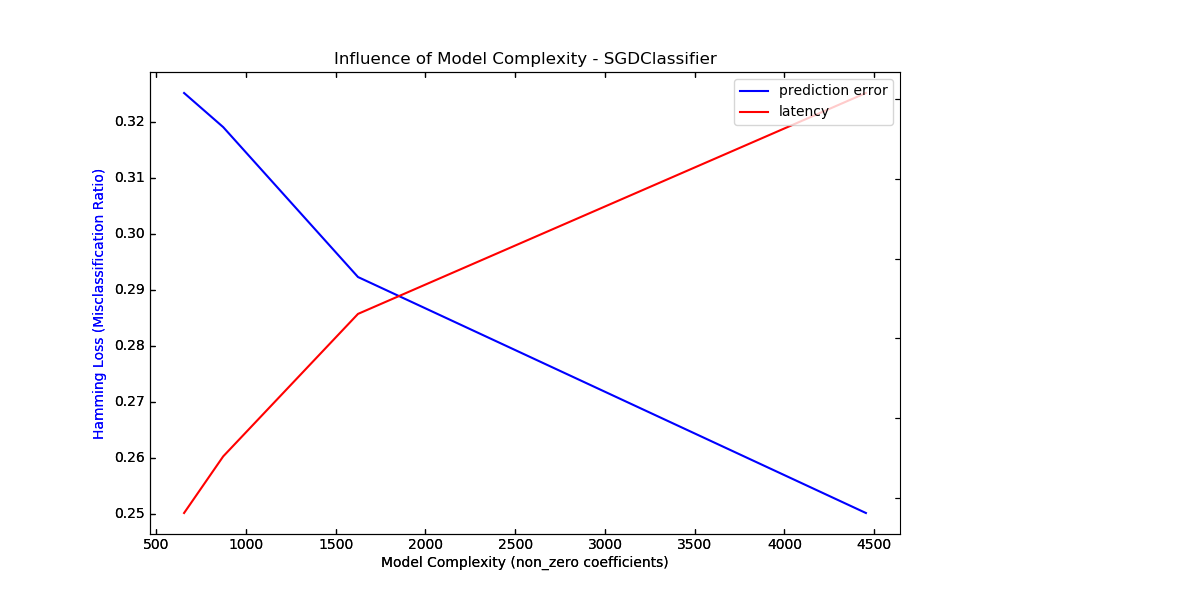 Influence of Model Complexity - SGDClassifier
prediction error
latency
0.32
0.31
0.30
0.29
0.28
0.27
0.26
0.25
Hamming Loss (Misclassification Ratio)
500 1000 1500 2000 2500 3000 3500 4000 4500
Model Complexity (non_zero coefficients)